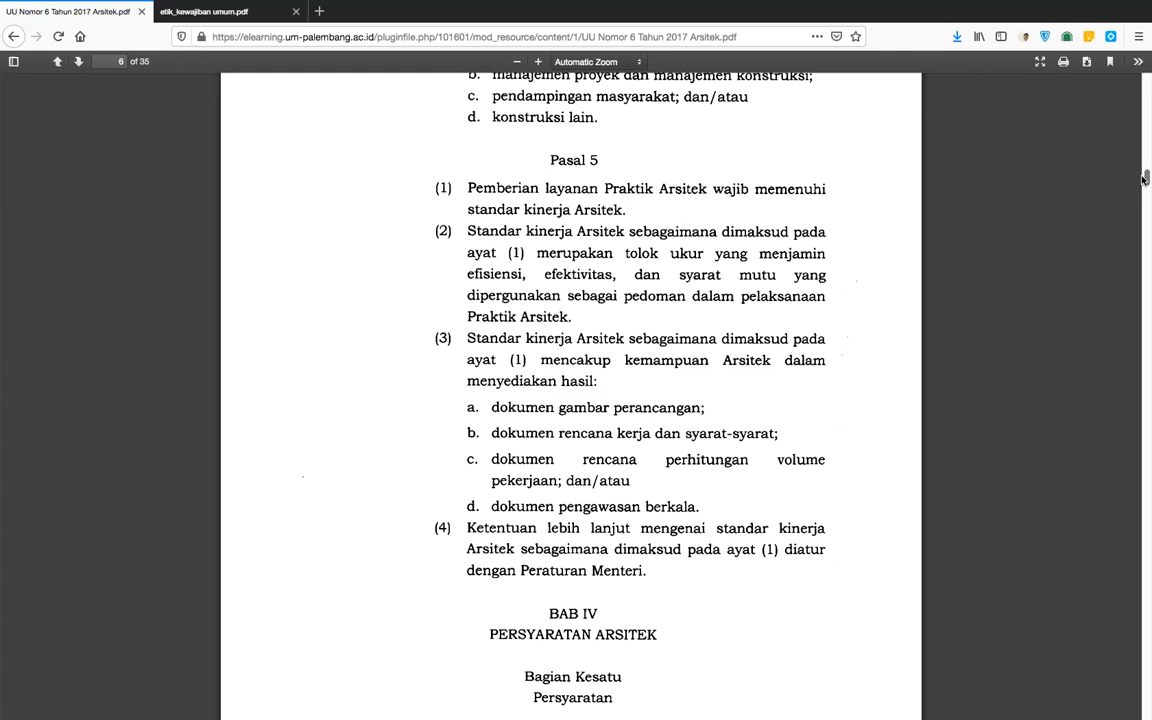 UU Nomor 6 Tahun 2017 Arsitek.pdf
etik_kewajiban umum.pdf
https://elearning.um-palembang.ac.id/pluginfile.php/101601/mod_resource/content/1/UU Nomor 6 Tahun 2017 Arsitek.pdf
6 of 35
Automatic Zoom
b. manajemen proyek dan manajemen konstruksi;
c. pendampingan masyarakat; dan/atau
d. konstruksi lain.
Pasal 5
(1) Pemberian layanan Praktik Arsitek wajib memenuhi
standar kinerja Arsitek.
(2) Standar kinerja Arsitek sebagaimana dimaksud pada
ayat (1) merupakan tolok ukur yang menjamin
efisiensi, efektivitas, dan syarat mutu yang
dipergunakan sebagai pedoman dalam pelaksanaan
Praktik Arsitek.
(3) Standar kinerja Arsitek sebagaimana dimaksud pada
ayat (1) mencakup kemampuan Arsitek dalam
menyediakan hasil:
a. dokumen gambar perancangan;
b. dokumen rencana kerja dan syarat-syarat;
c. dokumen rencana perhitungan volume
pekerjaan; dan/atau
d. dokumen pengawasan berkala.
(4) Ketentuan lebih lanjut mengenai standar kinerja
Arsitek sebagaimana dimaksud pada ayat (1) diatur
dengan Peraturan Menteri.
BAB IV
PERSYARATAN ARSITEK
Bagian Kesatu
Persyaratan